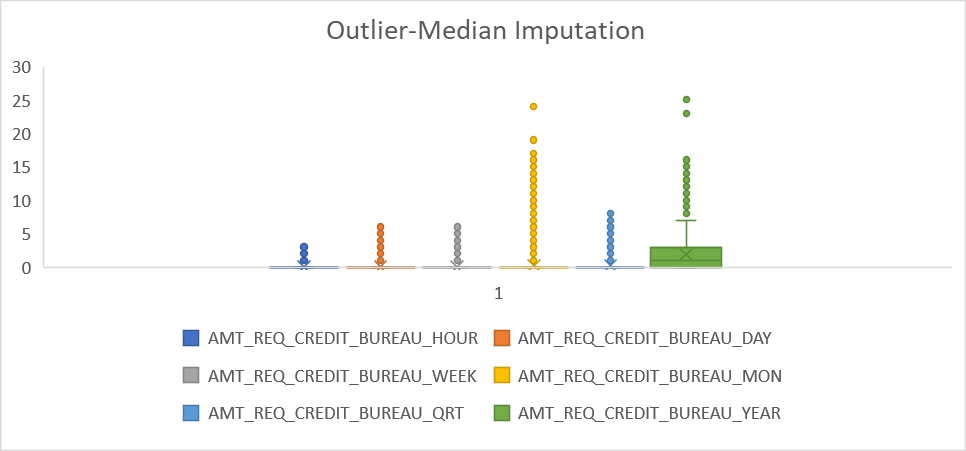 Outlier-Median Imputation
30
25
20
15
10
5
0
1
AMT_REQ_CREDIT_BUREAU_HOUR AMT_REQ_CREDIT_BUREAU_DAY
AMT_REQ_CREDIT_BUREAU_WEEK AMT_REQ_CREDIT_BUREAU_MON
AMT_REQ_CREDIT_BUREAU_QRT AMT_REQ_CREDIT_BUREAU_YEAR